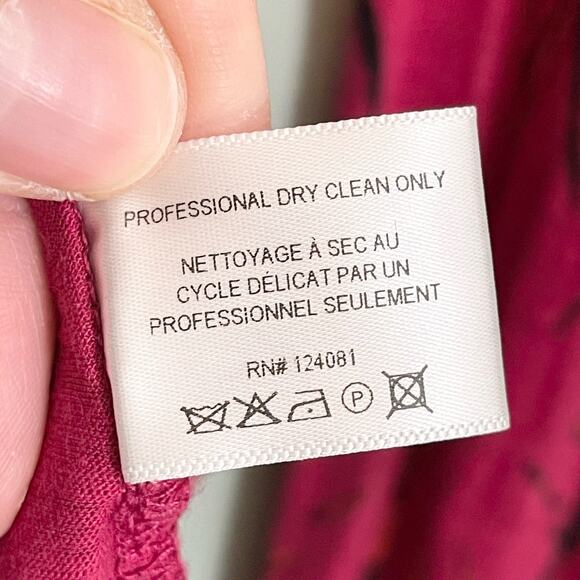 PROFESSIONAL DRY CLEAN ONLY
NETTOYAGE À SEC AU
CYCLE DÉLICAT PAR UN
PROFESSIONNEL SEULEMENT
RN# 124081
P